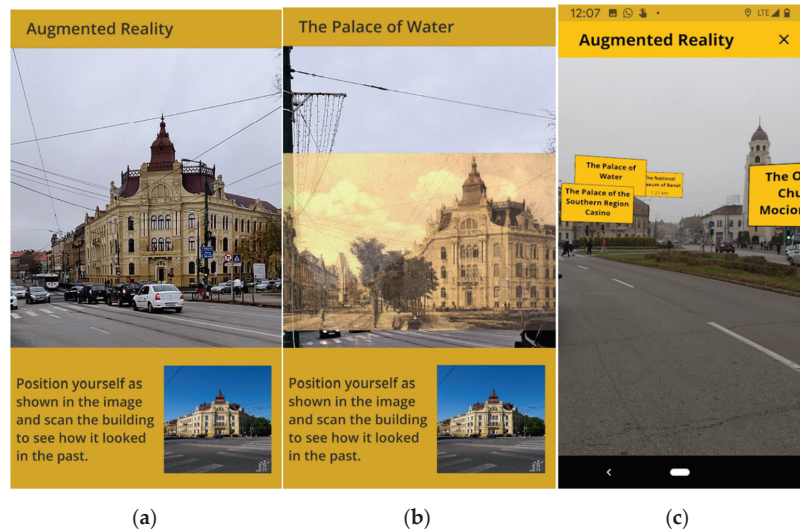 Augmented Reality
Position yourself as
shown in the image
and scan the building
to see how it looked
in the past.
(a)
The Palace of Water
Position yourself as
shown in the image
and scan the building
to see how it looked
in the past.
(b)
12:07
LTE
Augmented Reality
The Palace of
Water
The National
seum of Banat
The Palace of the
Southern Region
Casino
The O
Chu
Mocion
(c)